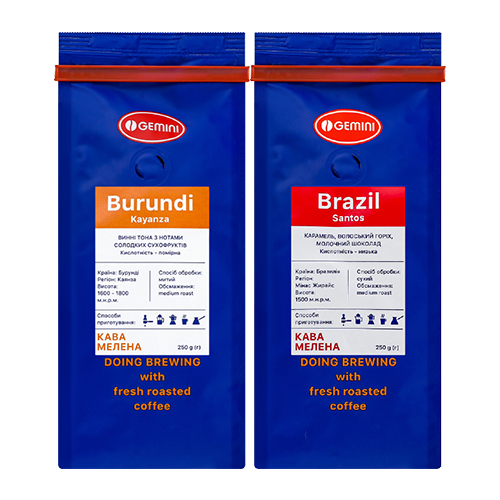 GEMINI
Burundi
Kayanza
ВИННІ ТОНА З НОТАМИ
СОЛОДКИХ СУХОФРУКТІВ
Кислотність - помірна
Країна: Бурунді
Регіон: Каянза
Висота:
1600 - 1800
м.н.р.м.
Спосіб обробки:
митий
Обсмаження:
medium roast
Способи
приготування:
КАВА
МЕЛЕНА
250 g (г)
DOING BREWING
with
fresh roasted
coffee
GEMINI
Brazil
Santos
КАРАМЕЛЬ, ВОЛОСЬКИЙ ГОРІХ,
МОЛОЧНИЙ ШОКОЛАД
Кислотність - низька
Країна: Бразилія
Регіон:
Мінас Жирайс
Висота:
1500 м.н.р.м.
Спосіб обробки:
сухий
Обсмаження:
medium roast
Способи
приготування:
КАВА
МЕЛЕНА
250 g (г)
DOING BREWING
with
fresh roasted
coffee